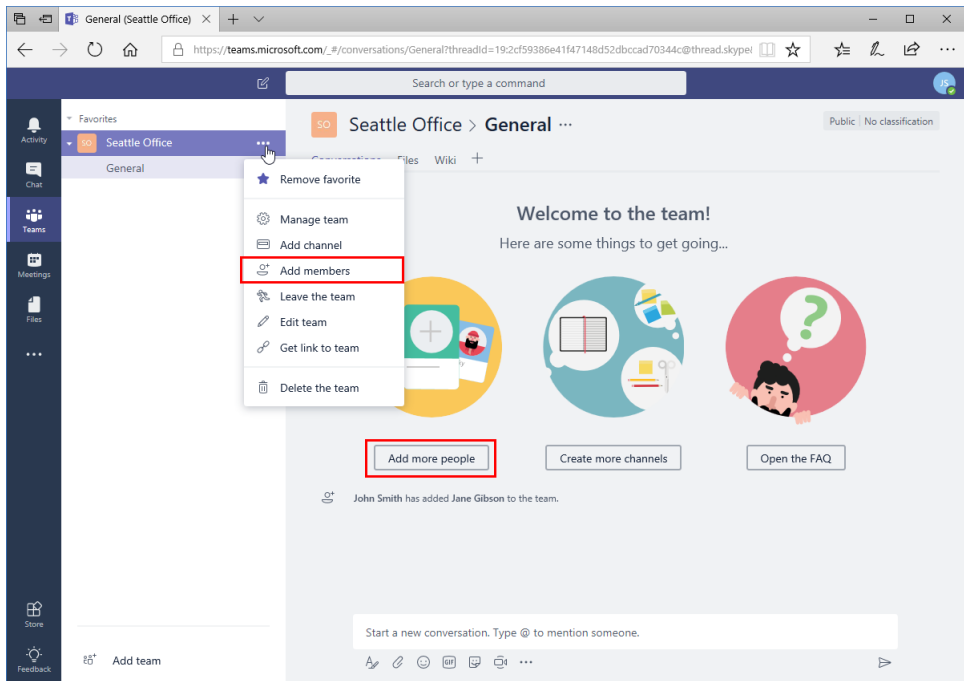 General (Seattle Office)
https://teams.microsoft.com/_#/conversations/General?threadId=19:2cf59386e41f47148d52dbccad70344c@thread.skype&
Search or type a command
JS
Activity
Chat
Teams
Meetings
Files
Store
Feedback
Favorites
SO Seattle Office
General
Remove favorite
Manage team
Add channel
Add members
Leave the team
Edit team
Get link to team
Delete the team
Add team
SO Seattle Office > General
Public No classification
Files Wiki
Welcome to the team!
Here are some things to get going...
Add more people Create more channels Open the FAQ
John Smith has added Jane Gibson to the team.
Start a new conversation. Type @ to mention someone.
GIF